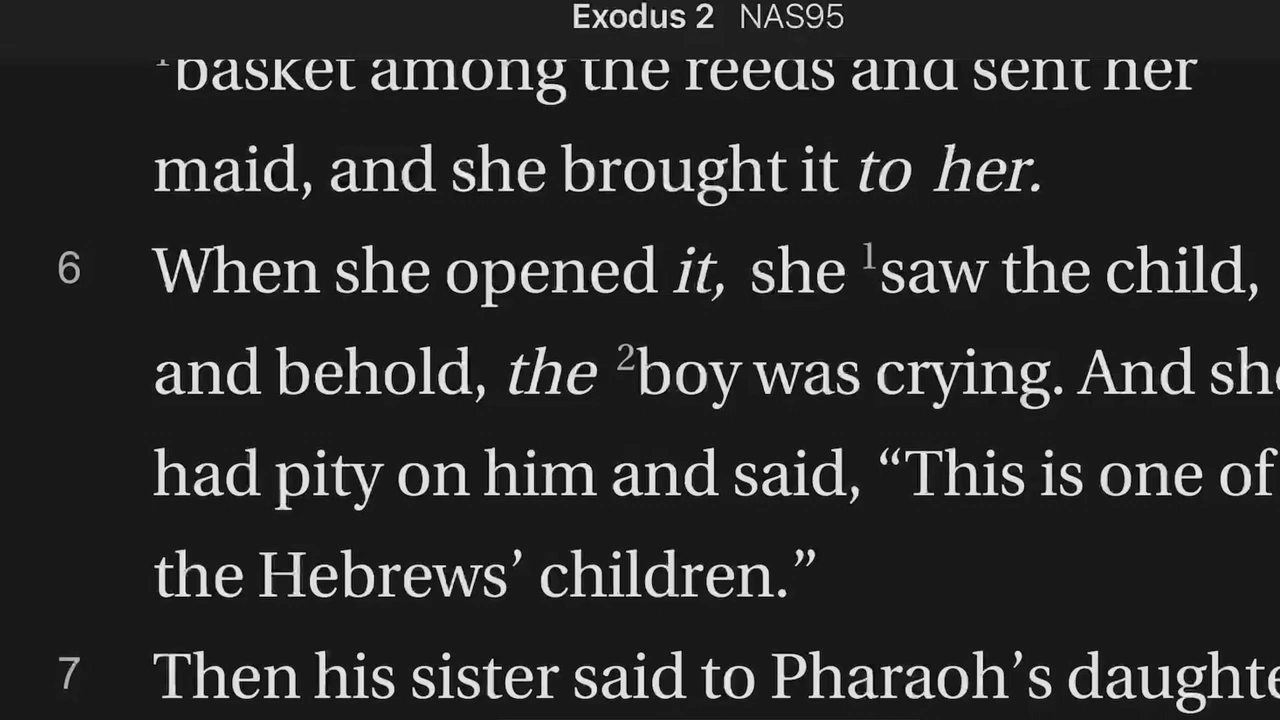 Exodus 2 NAS95
¹basket among the reeds and sent her
maid, and she brought it to her.
6 When she opened it, she ¹saw the child,
and behold, the ²boy was crying. And she
had pity on him and said, “This is one of
the Hebrews’ children.”
7 Then his sister said to Pharaoh’s